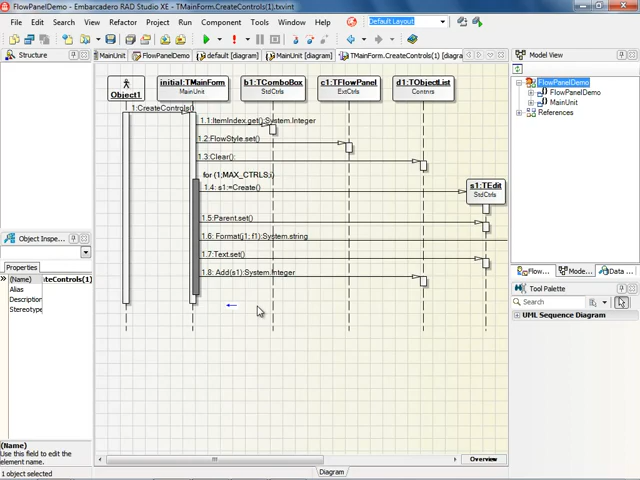 FlowPanelDemo - Embarcadero RAD Studio XE - TMainForm.CreateControls(1).txvint
File Edit Search View Refactor Project Run Component Tools Window Help
Default Layout
Structure
MainUnit FlowPanelDemo default [diagram] MainUnit [diagram] TMainForm.CreateControls(1) [diagra
Model View
FlowPanelDemo
FlowPanelDemo
MainUnit
References
Object1
initial:TMainForm
MainUnit
b1:TComboBox
StdCtrls
c1:TFlowPanel
ExtCtrls
d1:TObjectList
Contnrs
1:CreateControls()
1.1:ItemIndex.get():System.Integer
1.2:FlowStyle.set()
1.3:Clear():
for (1;MAX_CTRLS;i)
1.4: s1:=Create()
s1:TEdit
StdCtrls
1.5:Parent.set()
1.6: Format(j1; f1):System.string
1.7:Text.set()
1.8: Add(s1):System.Integer
Object Inspe...
Properties
(Name) teControls(1)
Alias
Description
Stereotype
(Name)
Use this field to edit the
element name.
1 object selected
Flow... Mode... Data ...
Tool Palette
Search
UML Sequence Diagram
Overview
Diagram